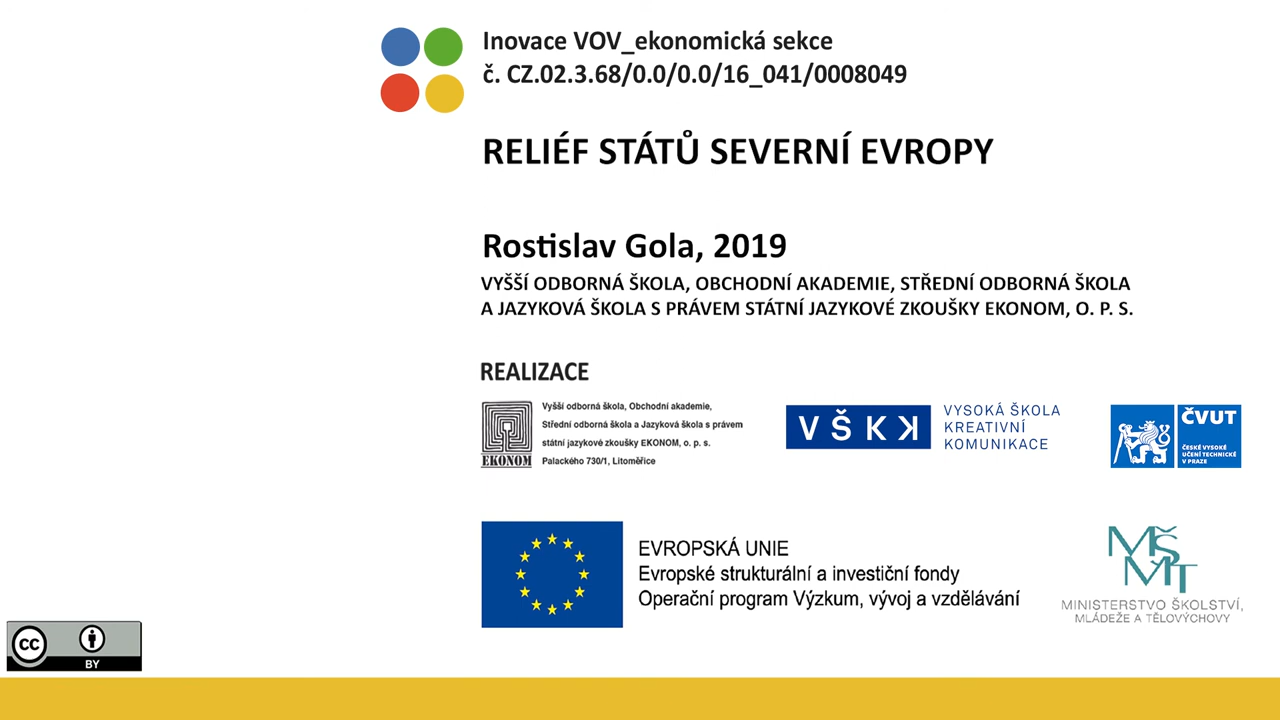 Inovace VOV_ekonomická sekce
č. CZ.02.3.68/0.0/0.0/16_041/0008049
RELIÉF STÁTŮ SEVERNÍ EVROPY
Rostislav Gola, 2019
VYŠŠÍ ODBORNÁ ŠKOLA, OBCHODNÍ AKADEMIE, STŘEDNÍ ODBORNÁ ŠKOLA
A JAZYKOVÁ ŠKOLA S PRÁVEM STÁTNÍ JAZYKOVÉ ZKOUŠKY EKONOM, O. P. S.
REALIZACE
EKONOM
Vyšší odborná škola, Obchodní akademie,
Střední odborná škola a Jazyková škola s právem
státní jazykové zkoušky EKONOM, o. p. s.
Palackého 730/1, Litoměřice
VŠKK
VYSOKÁ ŠKOLA
KREATIVNÍ
KOMUNIKACE
ČVUT
ČESKÉ VYSOKÉ
UČENÍ TECHNICKÉ
V PRAZE
EVROPSKÁ UNIE
Evropské strukturální a investiční fondy
Operační program Výzkum, vývoj a vzdělávání
MŠMT
MINISTERSTVO ŠKOLSTVÍ,
MLÁDEŽE A TĚLOVÝCHOVY
cc
BY